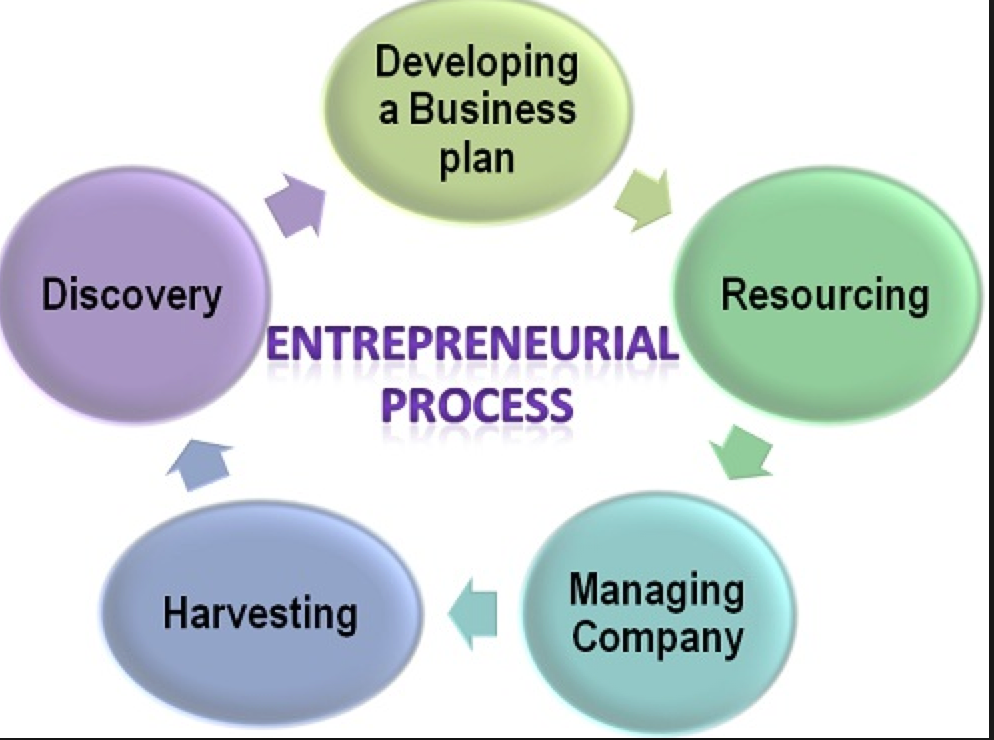 Developing
a Business
plan
Discovery
Resourcing
ENTREPRENEURIAL
PROCESS
Harvesting
Managing
Company